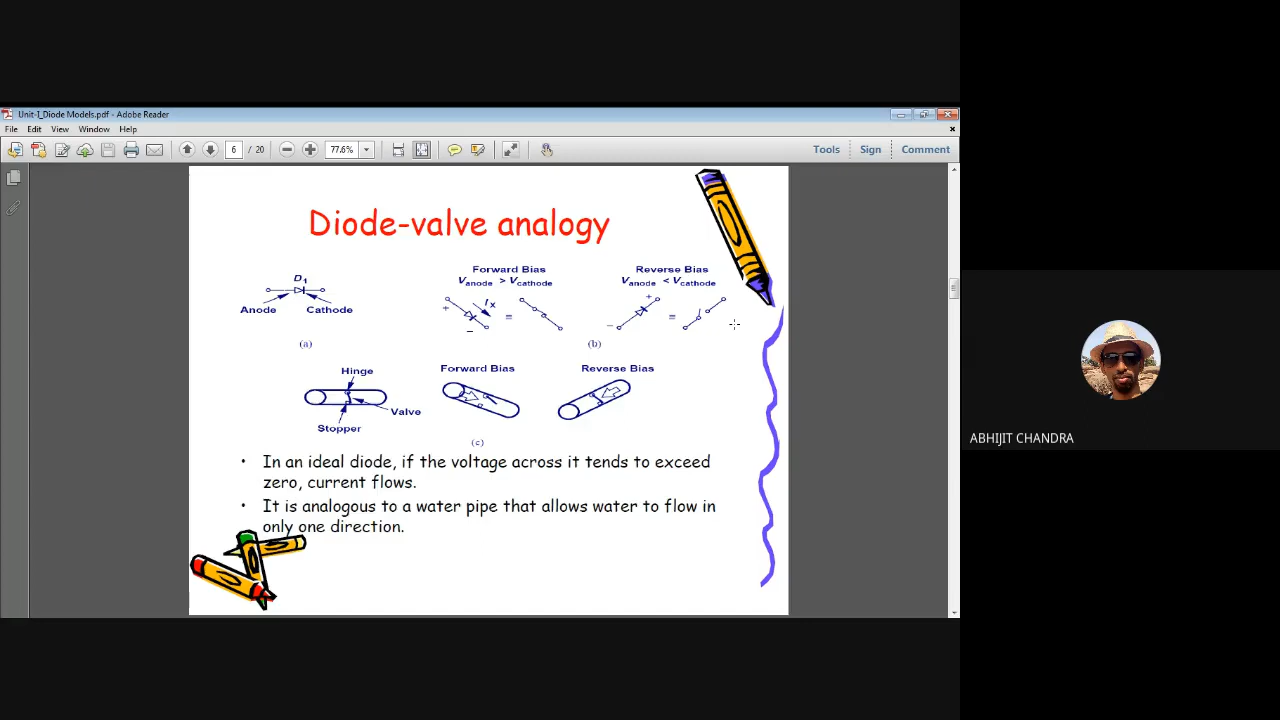 Unit-I_Diode Models.pdf - Adobe Reader
File Edit View Window Help
6 / 20 77.6% Tools Sign Comment
Diode-valve analogy
D1
Anode Cathode
(a)
Forward Bias
Vanode > Vcathode
+ Ix
−
=
Reverse Bias
Vanode < Vcathode
+
−
=
(b)
Hinge
Valve
Stopper
Forward Bias
Reverse Bias
(c)
• In an ideal diode, if the voltage across it tends to exceed
zero, current flows.
• It is analogous to a water pipe that allows water to flow in
only one direction.
ABHIJIT CHANDRA